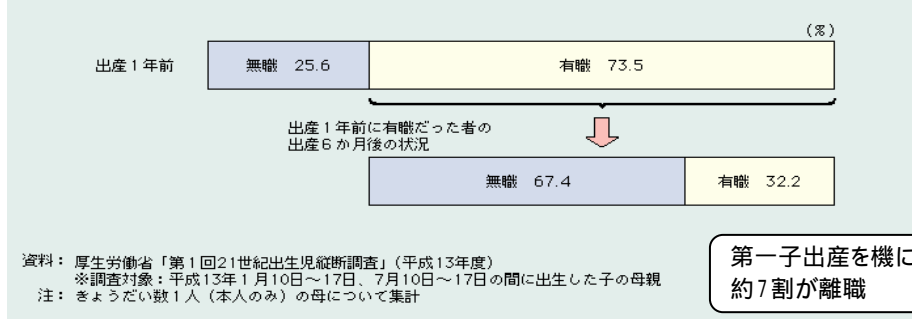 (％)
出産１年前 無職 25.6 有職 73.5
出産１年前に有職だった者の
出産６か月後の状況
無職 67.4 有職 32.2
資料： 厚生労働省「第１回21世紀出生児縦断調査」(平成13年度)
※調査対象：平成13年１月10日～17日、７月10日～17日の間に出生した子の母親
注： きょうだい数１人（本人のみ）の母について集計
第一子出産を機に
約7割が離職